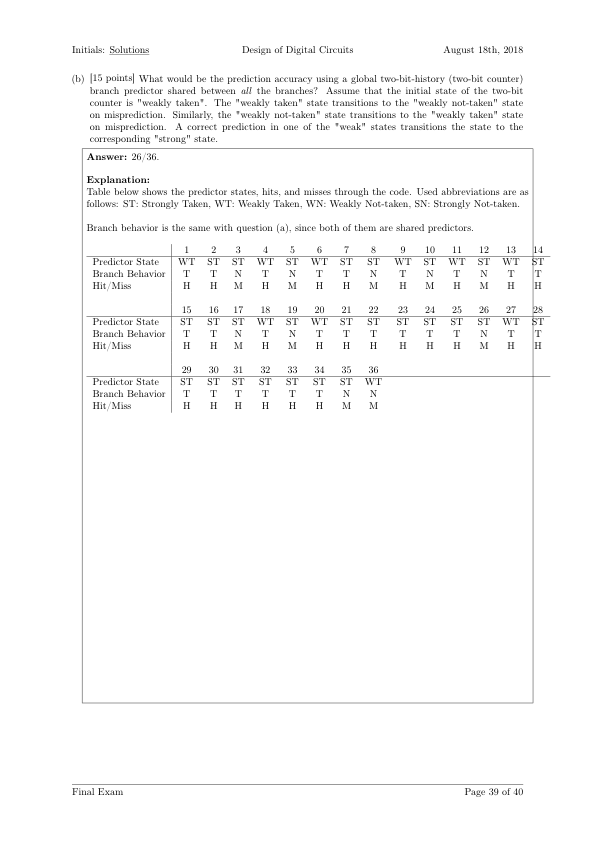 Initials: Solutions Design of Digital Circuits August 18th, 2018
(b) [15 points] What would be the prediction accuracy using a global two-bit-history (two-bit counter)
branch predictor shared between all the branches? Assume that the initial state of the two-bit
counter is "weakly taken". The "weakly taken" state transitions to the "weakly not-taken" state
on misprediction. Similarly, the "weakly not-taken" state transitions to the "weakly taken" state
on misprediction. A correct prediction in one of the "weak" states transitions the state to the
corresponding "strong" state.
Answer: 26/36.
Explanation:
Table below shows the predictor states, hits, and misses through the code. Used abbreviations are as
follows: ST: Strongly Taken, WT: Weakly Taken, WN: Weakly Not-taken, SN: Strongly Not-taken.
Branch behavior is the same with question (a), since both of them are shared predictors.
1 2 3 4 5 6 7 8 9 10 11 12 13 14
Predictor State WT ST ST WT ST WT ST ST WT ST WT ST WT ST
Branch Behavior T T N T N T T N T N T N T T
Hit/Miss H H M H M H H M H M H M H H
15 16 17 18 19 20 21 22 23 24 25 26 27 28
Predictor State ST ST ST WT ST WT ST ST ST ST ST ST WT ST
Branch Behavior T T N T N T T T T T T N T T
Hit/Miss H H M H M H H H H H H M H H
29 30 31 32 33 34 35 36
Predictor State ST ST ST ST ST ST ST WT
Branch Behavior T T T T T T N N
Hit/Miss H H H H H H M M
Final Exam Page 39 of 40